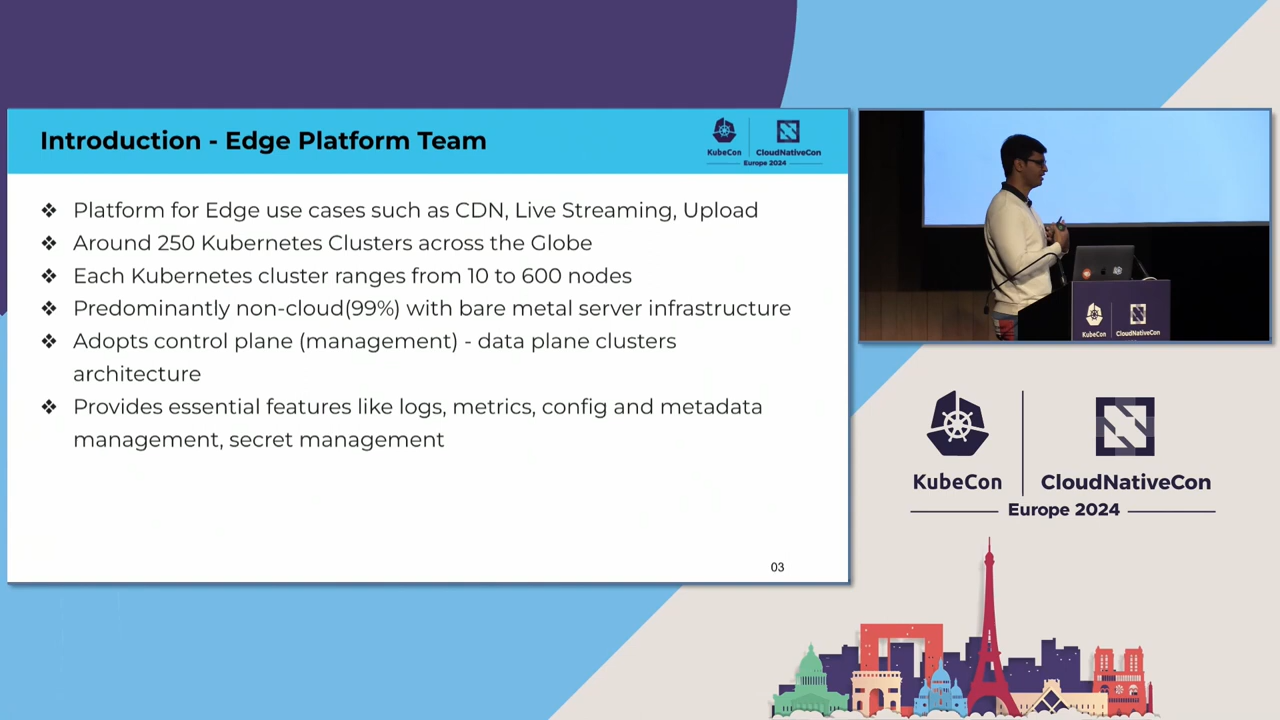 Introduction - Edge Platform Team
KubeCon
CloudNativeCon
Europe 2024
❖ Platform for Edge use cases such as CDN, Live Streaming, Upload
❖ Around 250 Kubernetes Clusters across the Globe
❖ Each Kubernetes cluster ranges from 10 to 600 nodes
❖ Predominantly non-cloud(99%) with bare metal server infrastructure
❖ Adopts control plane (management) - data plane clusters
architecture
❖ Provides essential features like logs, metrics, config and metadata
management, secret management
03
KubeCon
CloudNativeCon
KubeCon
CloudNativeCon
Europe 2024